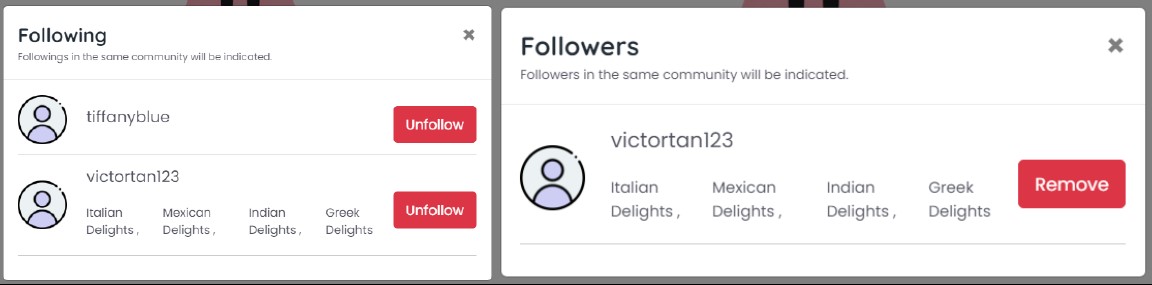 Following
✖
Followings in the same community will be indicated.
tiffanyblue
Unfollow
victortan123
Italian Delights , Mexican Delights , Indian Delights , Greek Delights
Unfollow
Followers
✖
Followers in the same community will be indicated.
victortan123
Italian Delights , Mexican Delights , Indian Delights , Greek Delights
Remove